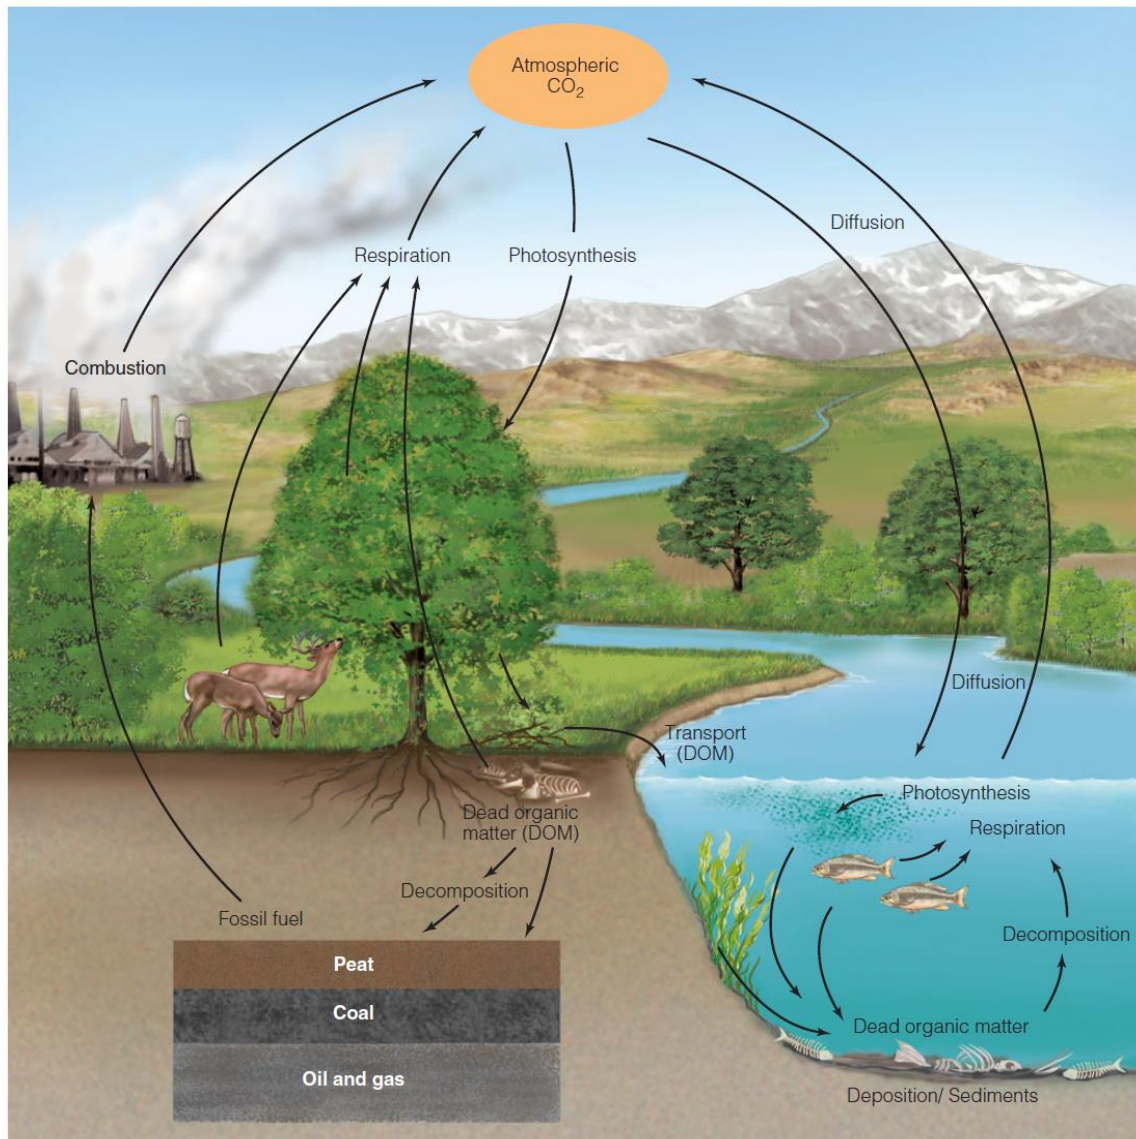 Atmospheric
CO₂
Diffusion
Respiration
Photosynthesis
Combustion
Diffusion
Transport
(DOM)
Photosynthesis
Respiration
Dead organic
matter (DOM)
Decomposition
Fossil fuel
Decomposition
Peat
Coal
Oil and gas
Dead organic matter
Deposition/ Sediments